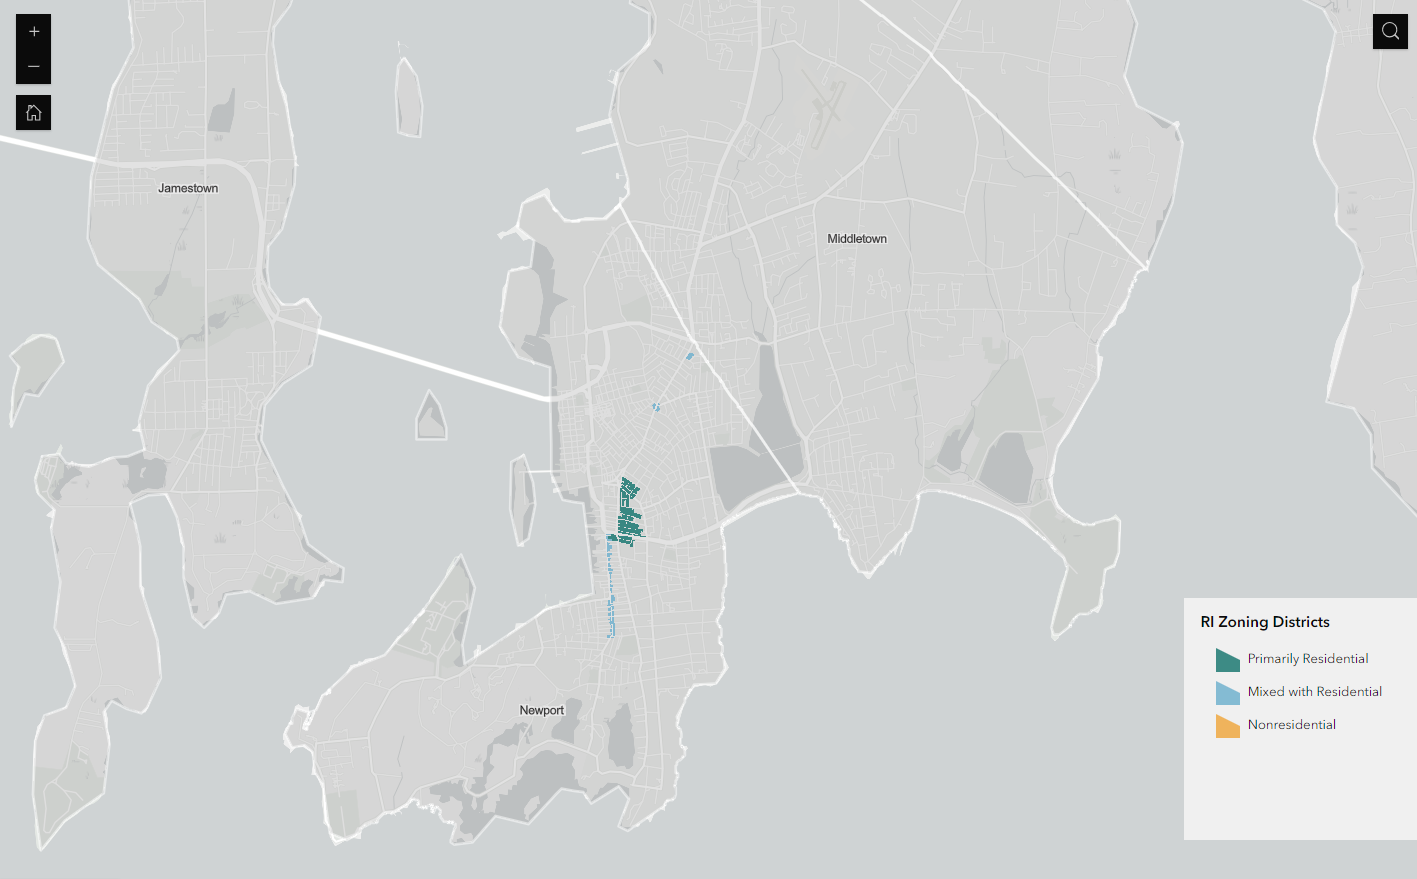 +
−
Jamestown
Middletown
Newport
RI Zoning Districts
Primarily Residential
Mixed with Residential
Nonresidential